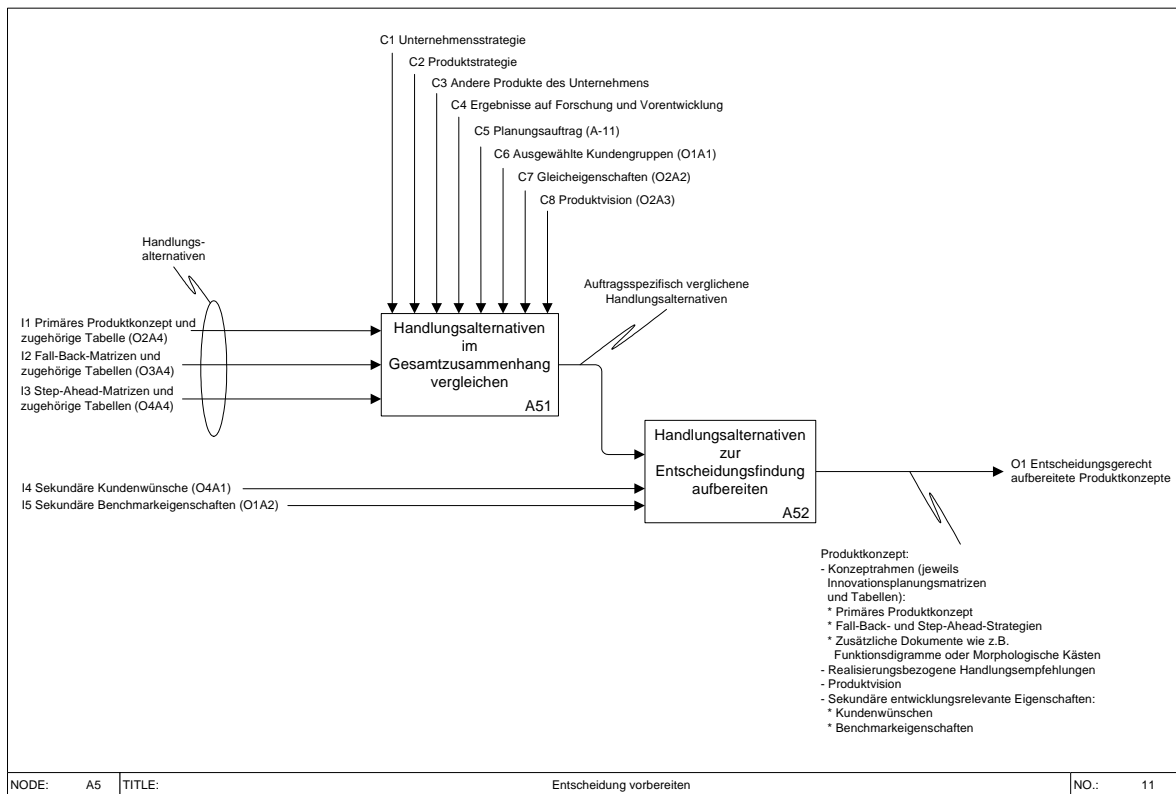 C1 Unternehmensstrategie
C2 Produktstrategie
C3 Andere Produkte des Unternehmens
C4 Ergebnisse auf Forschung und Vorentwicklung
C5 Planungsauftrag (A-11)
C6 Ausgewählte Kundengruppen (O1A1)
C7 Gleicheigenschaften (O2A2)
C8 Produktvision (O2A3)
Handlungs-
alternativen
I1 Primäres Produktkonzept und
zugehörige Tabelle (O2A4)
I2 Fall-Back-Matrizen und
zugehörige Tabellen (O3A4)
I3 Step-Ahead-Matrizen und
zugehörige Tabellen (O4A4)
Handlungsalternativen
im
Gesamtzusammenhang
vergleichen
A51
Auftragsspezifisch verglichene
Handlungsalternativen
I4 Sekundäre Kundenwünsche (O4A1)
I5 Sekundäre Benchmarkeigenschaften (O1A2)
Handlungsalternativen
zur
Entscheidungsfindung
aufbereiten
A52
O1 Entscheidungsgerecht
aufbereitete Produktkonzepte
Produktkonzept:
- Konzeptrahmen (jeweils
Innovationsplanungsmatrizen
und Tabellen):
* Primäres Produktkonzept
* Fall-Back- und Step-Ahead-Strategien
* Zusätzliche Dokumente wie z.B.
Funktionsdigramme oder Morphologische Kästen
- Realisierungsbezogene Handlungsempfehlungen
- Produktvision
- Sekundäre entwicklungsrelevante Eigenschaften:
* Kundenwünschen
* Benchmarkeigenschaften
NODE: A5 TITLE: Entscheidung vorbereiten NO.: 11